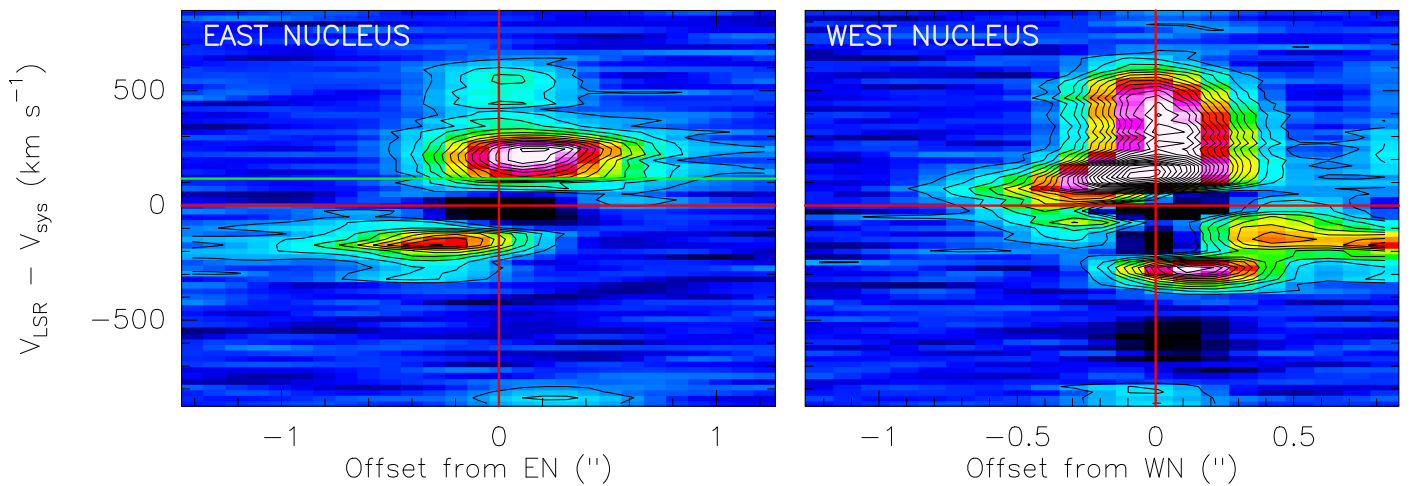 EAST NUCLEUS
WEST NUCLEUS
V_LSR − V_sys (km s⁻¹)
500
0
−500
−1
0
1
−1
−0.5
0
0.5
Offset from EN (")
Offset from WN (")